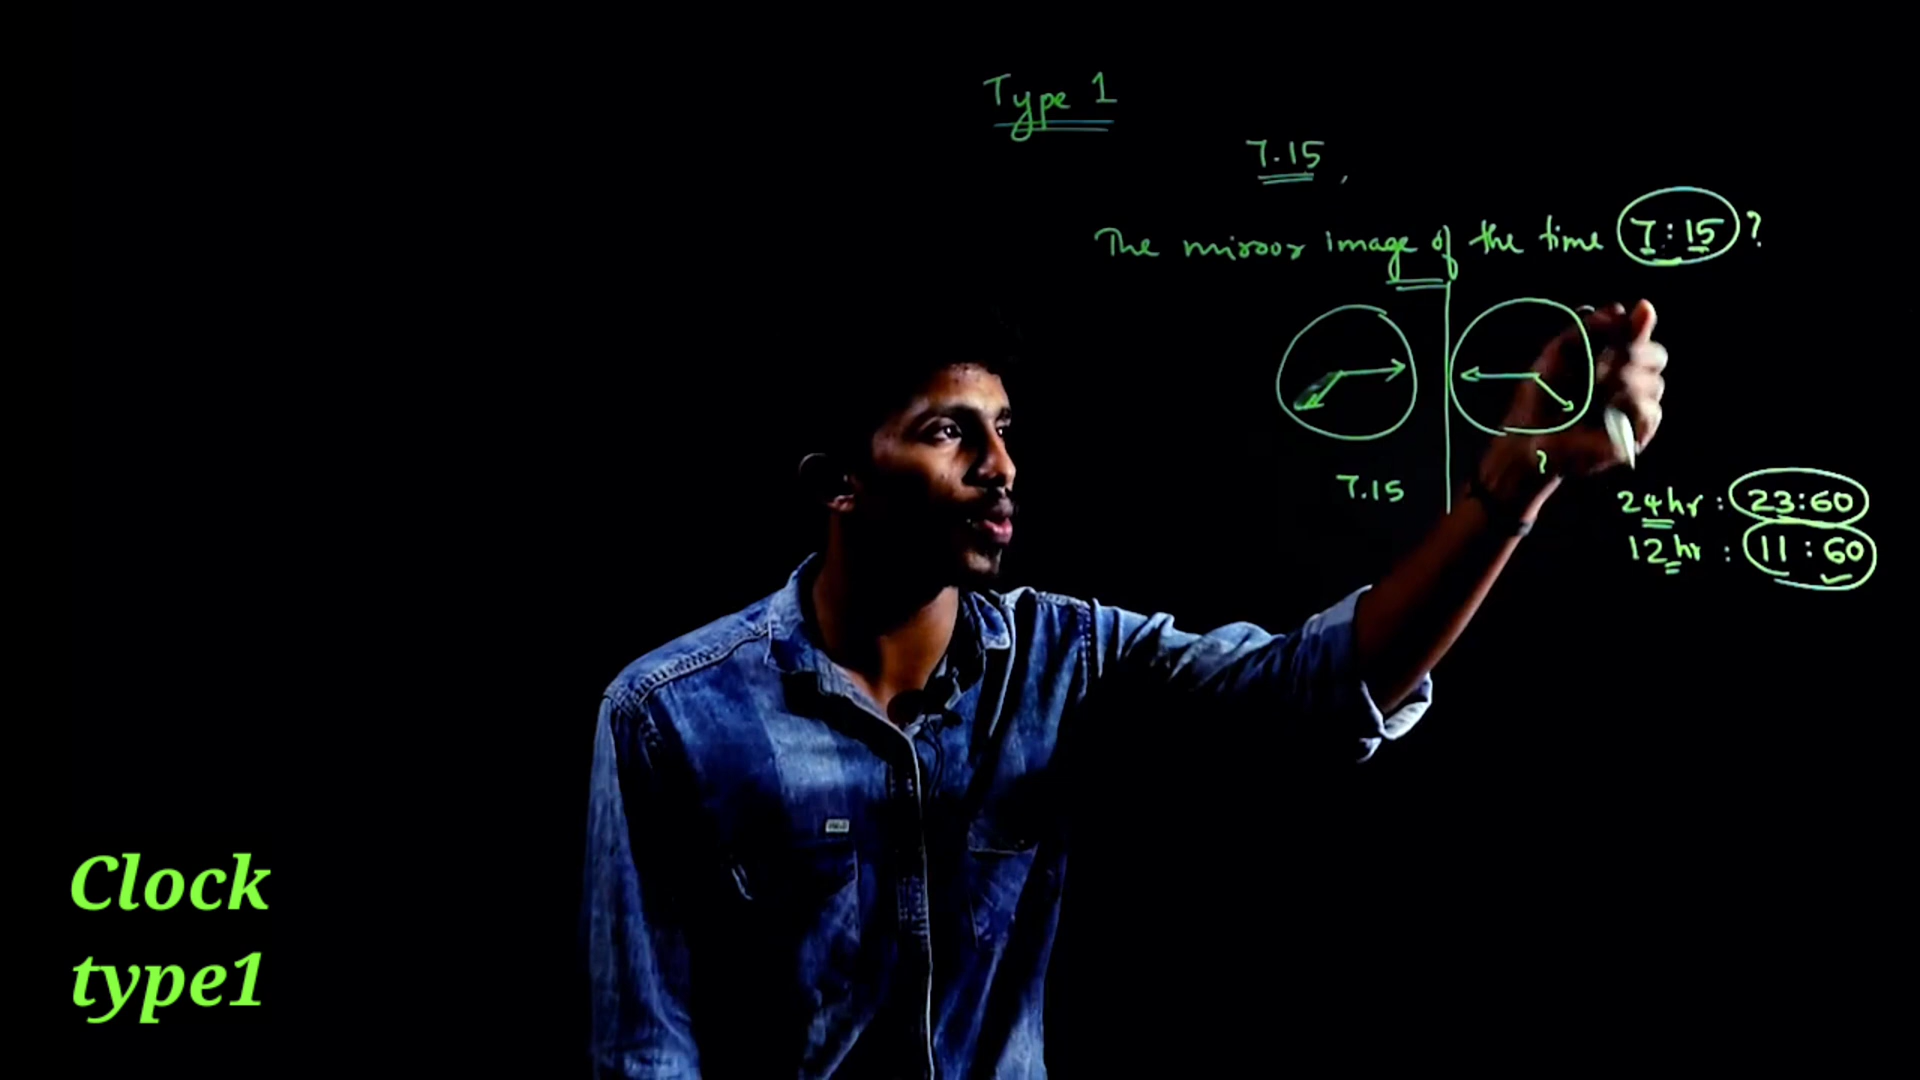 Type 1
7.15,
The mirror image of the time 7:15?
7.15
?
24hr : 23:60
12hr : 11:60
Clock
type1